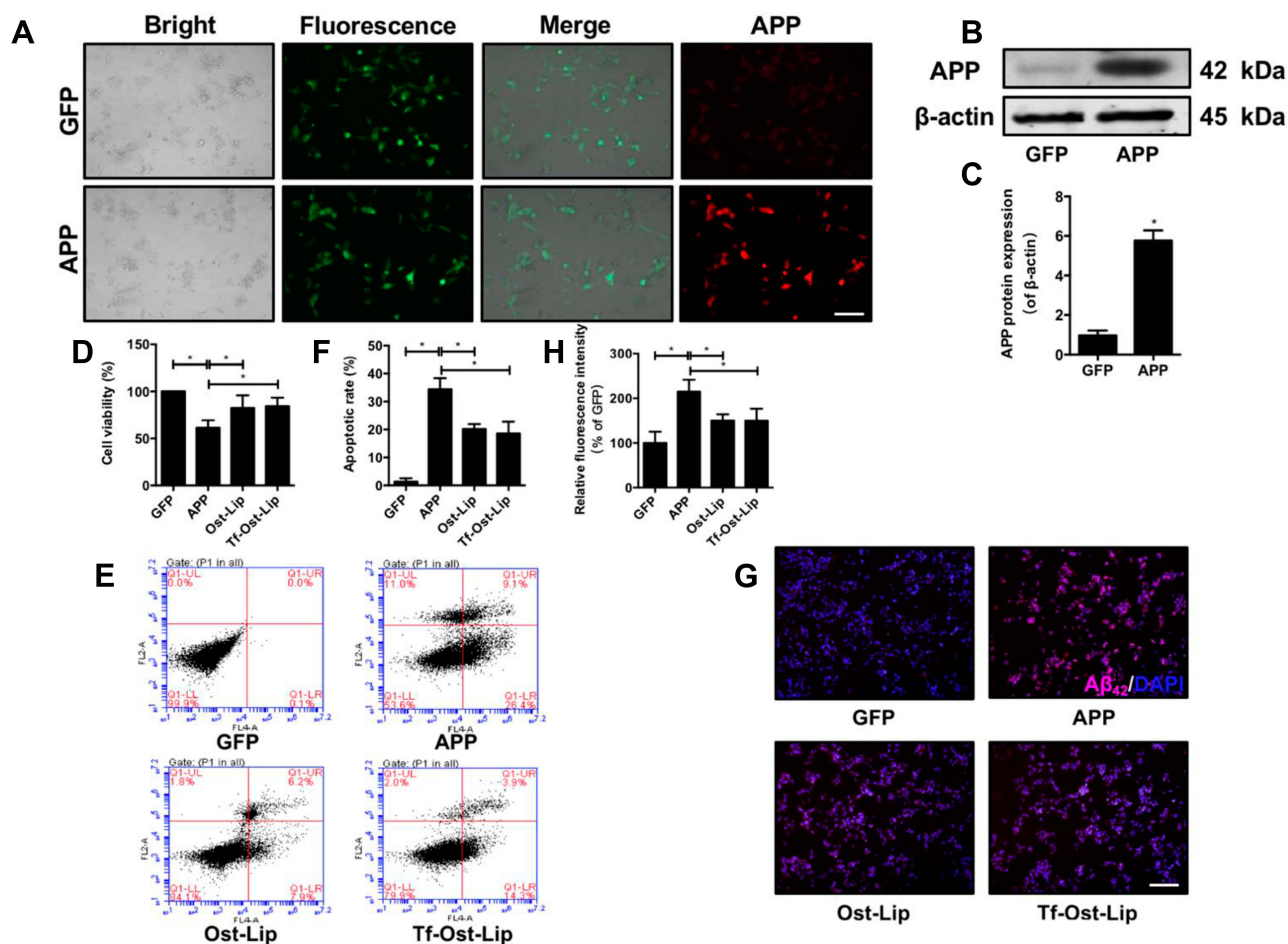 A
Bright
Fluorescence
Merge
APP
GFP
APP
B
APP
42 kDa
β-actin
45 kDa
GFP
APP
C
APP protein expression
(of β-actin)
8
6
4
2
0
*
GFP
APP
D
Cell viability (%)
150
100
50
0
* *
*
GFP
APP
Ost-Lip
Tf-Ost-Lip
F
Apoptotic rate (%)
50
40
30
20
10
0
* *
*
GFP
APP
Ost-Lip
Tf-Ost-Lip
H
Relative fluorescence intensity
(% of GFP)
300
200
100
0
* *
*
GFP
APP
Ost-Lip
Tf-Ost-Lip
E
Gate: (P1 in all)
Q1-UL
0.0%
Q1-UR
0.0%
Q1-LL
99.9%
Q1-LR
0.1%
FL2-A
FL4-A
GFP
Gate: (P1 in all)
Q1-UL
11.0%
Q1-UR
9.1%
Q1-LL
53.6%
Q1-LR
26.4%
FL2-A
FL4-A
APP
Gate: (P1 in all)
Q1-UL
1.8%
Q1-UR
6.2%
Q1-LL
84.1%
Q1-LR
7.9%
FL2-A
FL4-A
Ost-Lip
Gate: (P1 in all)
Q1-UL
2.0%
Q1-UR
3.9%
Q1-LL
79.9%
Q1-LR
14.3%
FL2-A
FL4-A
Tf-Ost-Lip
G
Aβ42/DAPI
GFP
APP
Ost-Lip
Tf-Ost-Lip